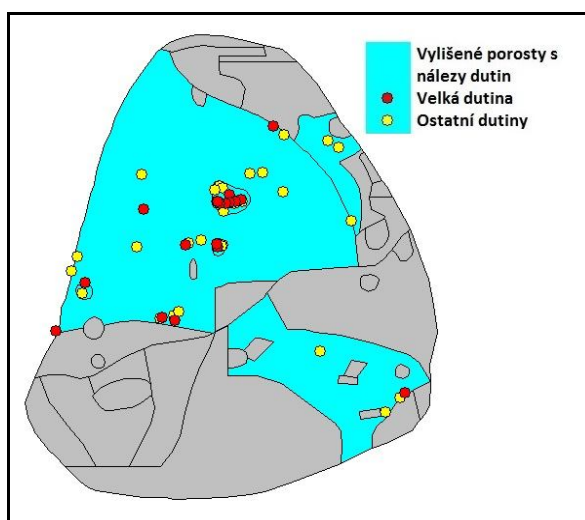 Vylišené porosty s
nálezy dutin
Velká dutina
Ostatní dutiny